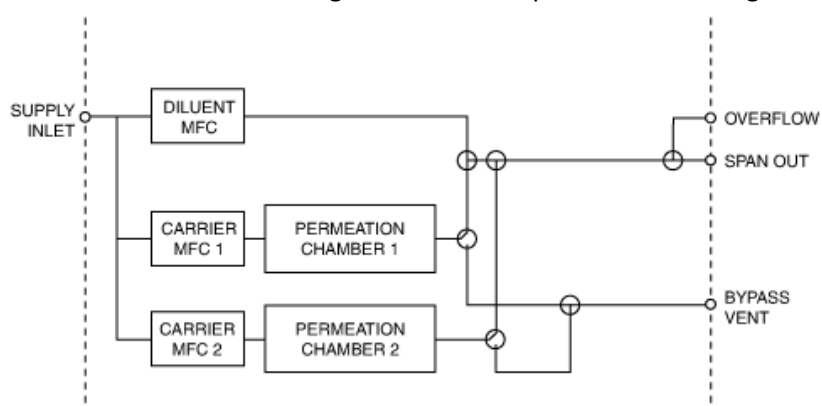 SUPPLY
INLET
DILUENT
MFC
OVERFLOW
SPAN OUT
CARRIER
MFC 1
PERMEATION
CHAMBER 1
BYPASS
VENT
CARRIER
MFC 2
PERMEATION
CHAMBER 2